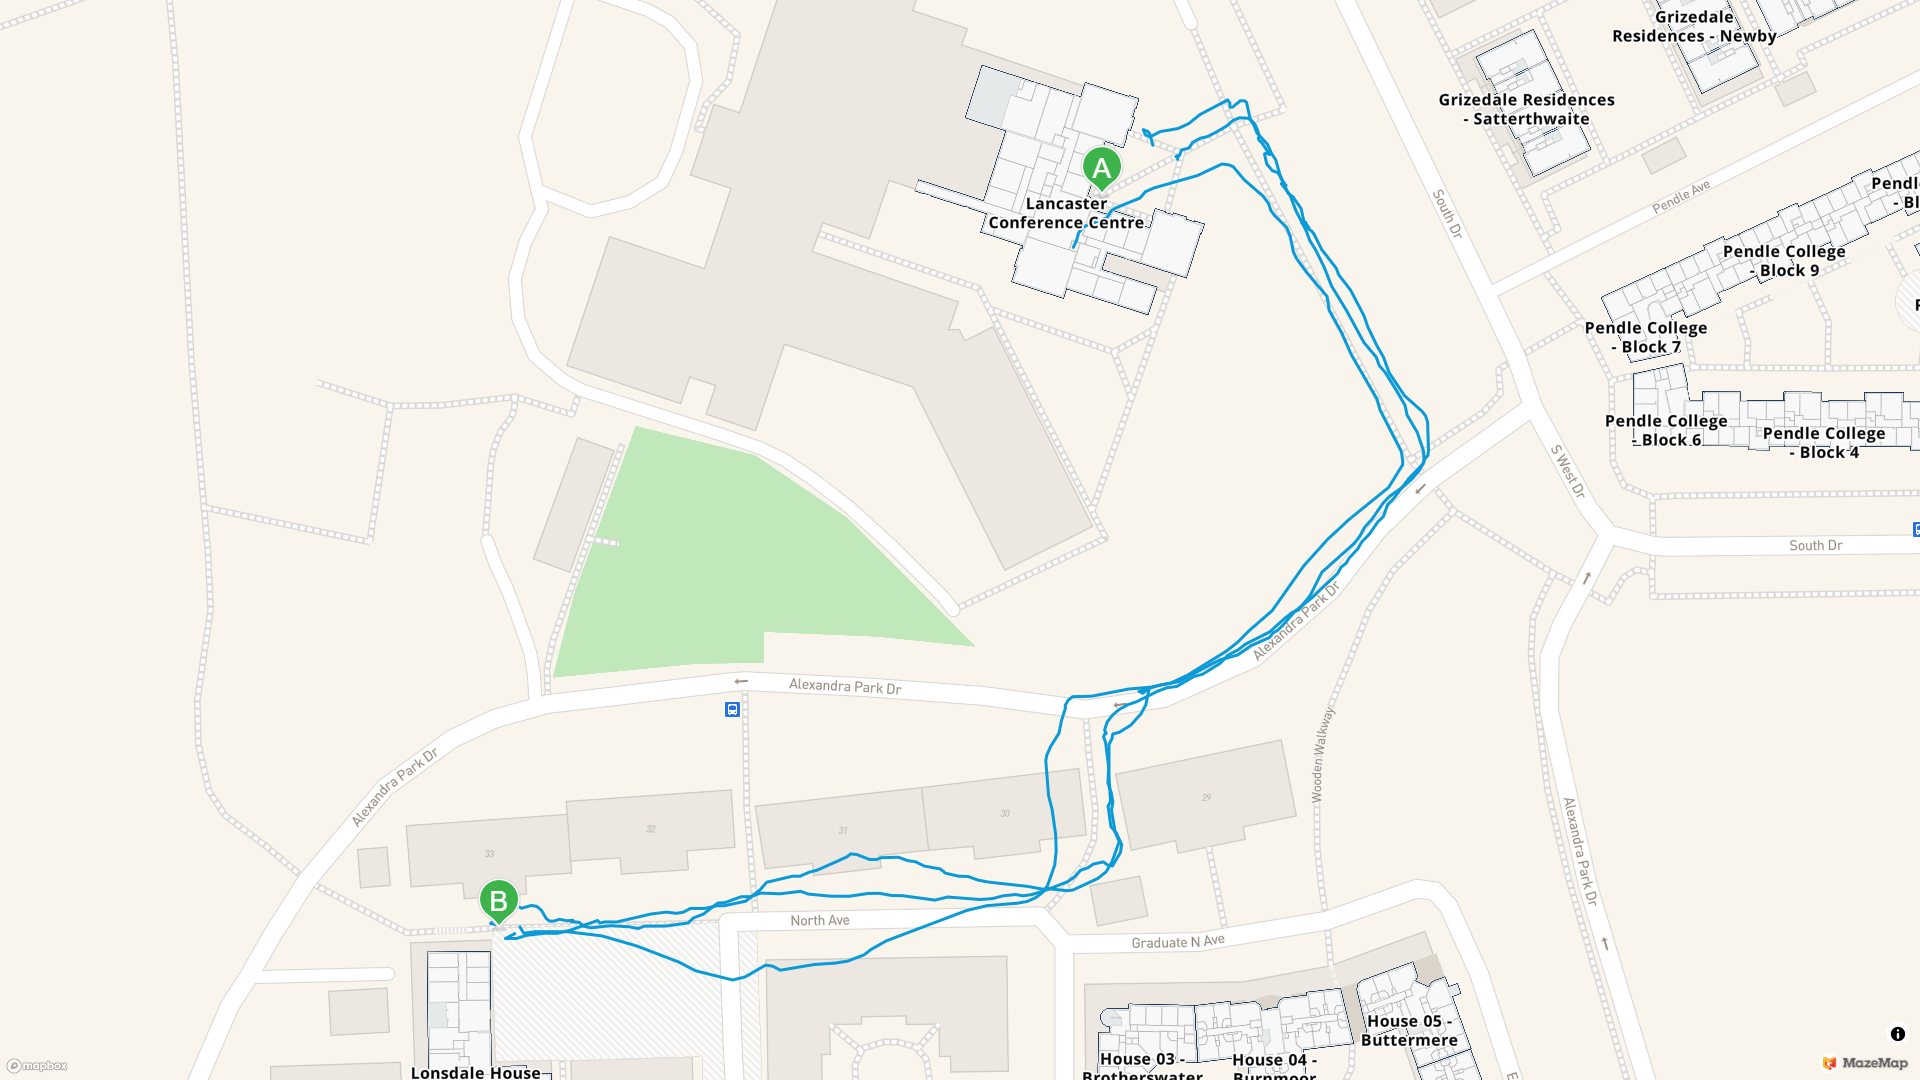 Grizedale
Residences - Newby
Grizedale Residences
- Satterthwaite
A
Lancaster
Conference Centre
South Dr
Pendle Ave
Pendle College
- Block 9
Pendle College
- Block 7
Pendle College
- Block 6
Pendle College
- Block 4
S West Dr
South Dr
Alexandra Park Dr
Alexandra Park Dr
Alexandra Park Dr
Wooden Walkway
Alexandra Park Dr
29
30
31
32
33
B
North Ave
Graduate N Ave
House 05 -
Buttermere
House 03 -
Brotherswater
House 04 -
Burnmoor
Lonsdale House
mapbox
MazeMap